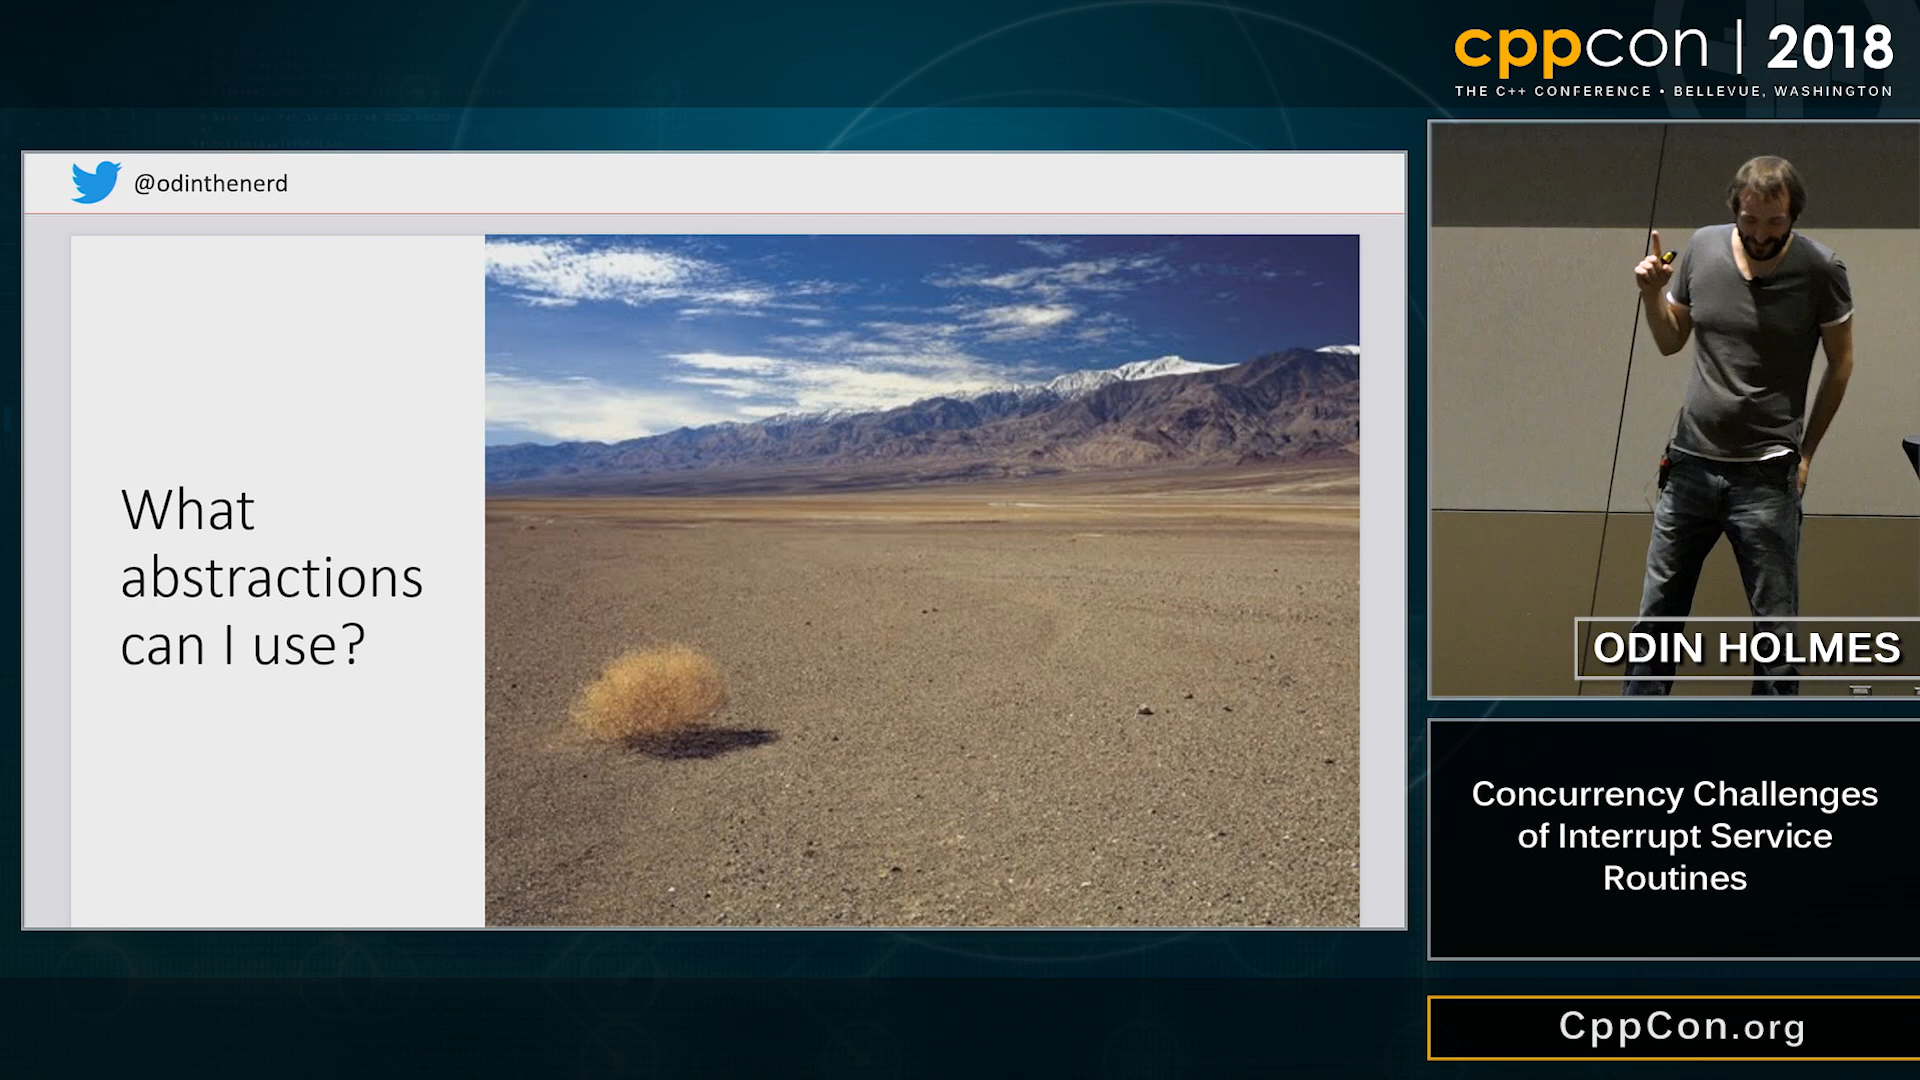 cppcon | 2018
THE C++ CONFERENCE • BELLEVUE, WASHINGTON
@odinthenerd
What
abstractions
can I use?
ODIN HOLMES
Concurrency Challenges
of Interrupt Service
Routines
CppCon.org